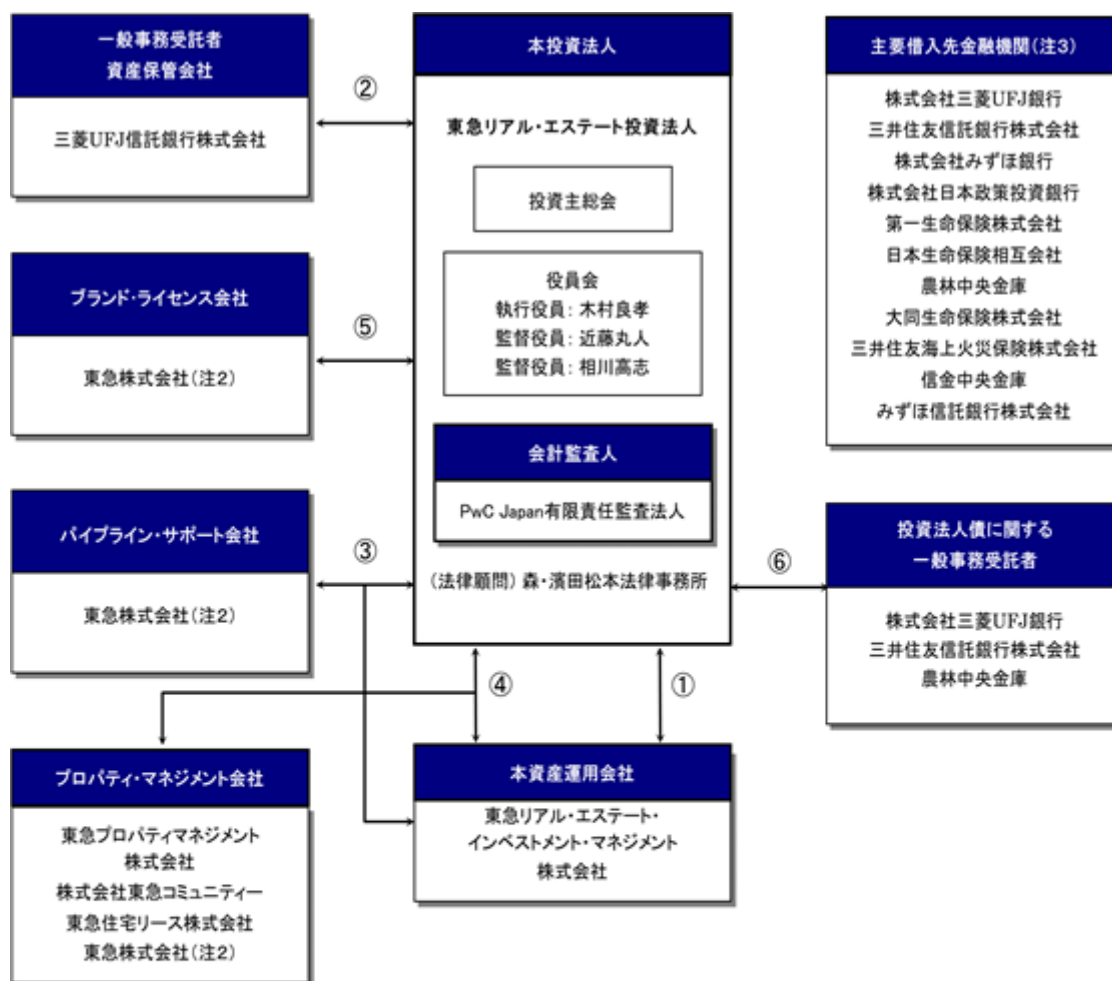 一般事務受託者
資産保管会社
三菱UFJ信託銀行株式会社
②
本投資法人
東急リアル・エステート投資法人
投資主総会
役員会
執行役員：木村良孝
監督役員：近藤丸人
監督役員：相川高志
会計監査人
PwC Japan有限責任監査法人
（法律顧問）森・濱田松本法律事務所
主要借入先金融機関（注３）
株式会社三菱UFJ銀行
三井住友信託銀行株式会社
株式会社みずほ銀行
株式会社日本政策投資銀行
第一生命保険株式会社
日本生命保険相互会社
農林中央金庫
大同生命保険株式会社
三井住友海上火災保険株式会社
信金中央金庫
みずほ信託銀行株式会社
ブランド・ライセンス会社
東急株式会社（注２）
⑤
パイプライン・サポート会社
東急株式会社（注２）
③
⑥
投資法人債に関する
一般事務受託者
株式会社三菱UFJ銀行
三井住友信託銀行株式会社
農林中央金庫
④
①
プロパティ・マネジメント会社
東急プロパティマネジメント
株式会社
株式会社東急コミュニティー
東急住宅リース株式会社
東急株式会社（注２）
本資産運用会社
東急リアル・エステート・
インベストメント・マネジメント
株式会社